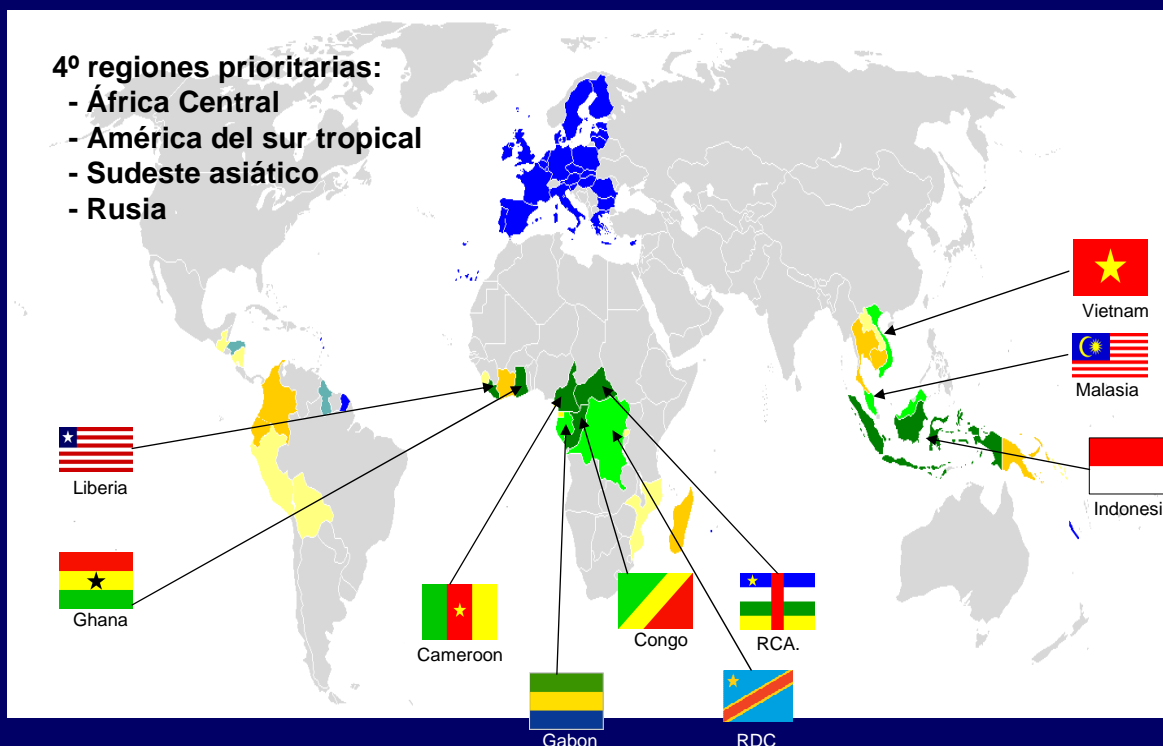 4º regiones prioritarias:
- África Central
- América del sur tropical
- Sudeste asiático
- Rusia
Vietnam
Malasia
Indonesi
Liberia
Ghana
Cameroon
Congo
RCA.
Gabon
RDC